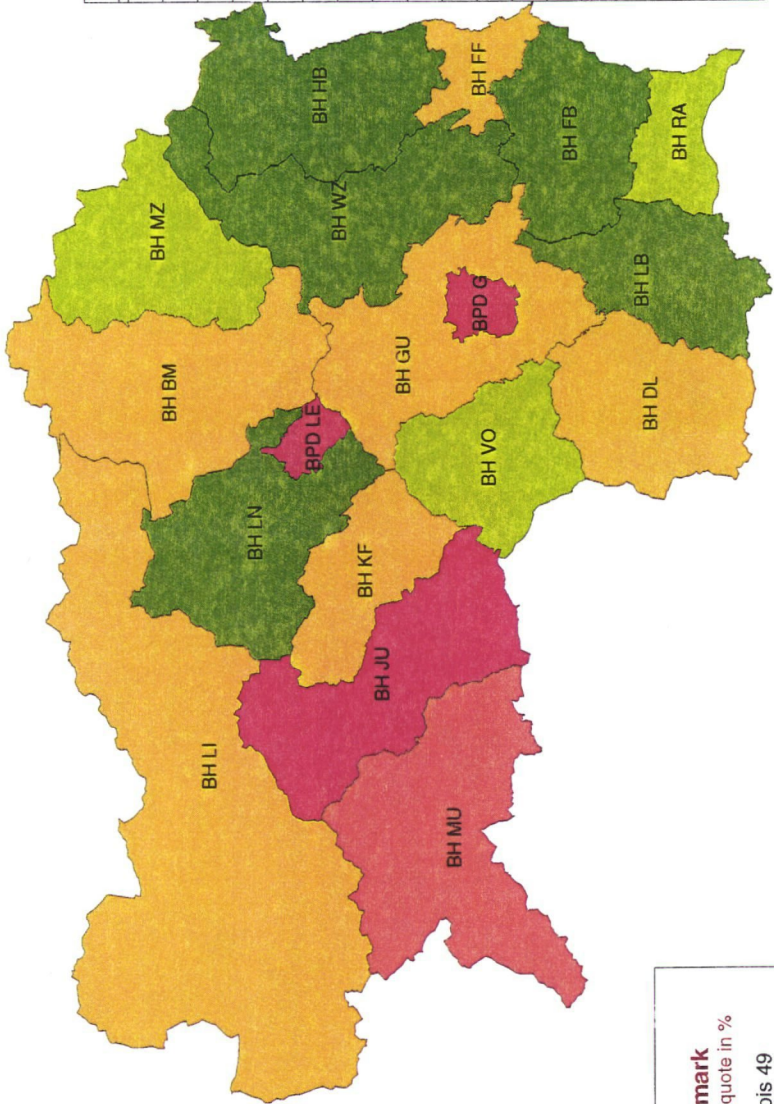 BH LI
BH BM
BH MZ
BH LN
BPD LE
BH WZ
BH HB
BH KF
BH JU
BH GU
BPD G
BH FF
BH MU
BH VO
BH FB
BH DL
BH LB
BH RA
mark
quote in %
bis 49